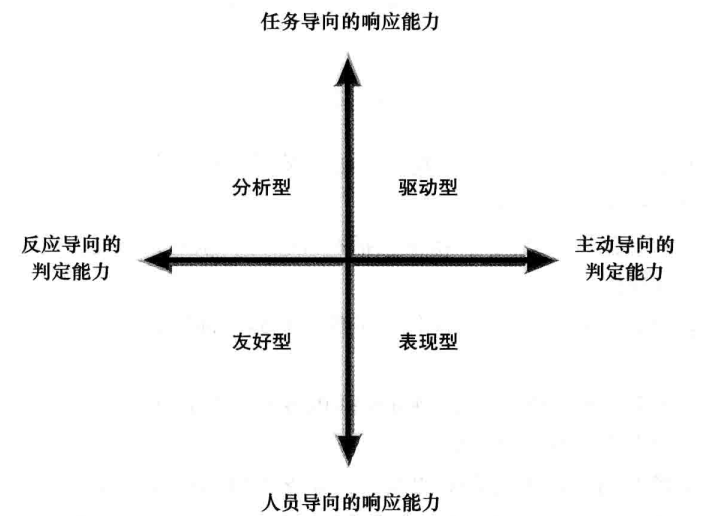 任务导向的响应能力
分析型
驱动型
反应导向的
判定能力
主动导向的
判定能力
友好型
表现型
人员导向的响应能力